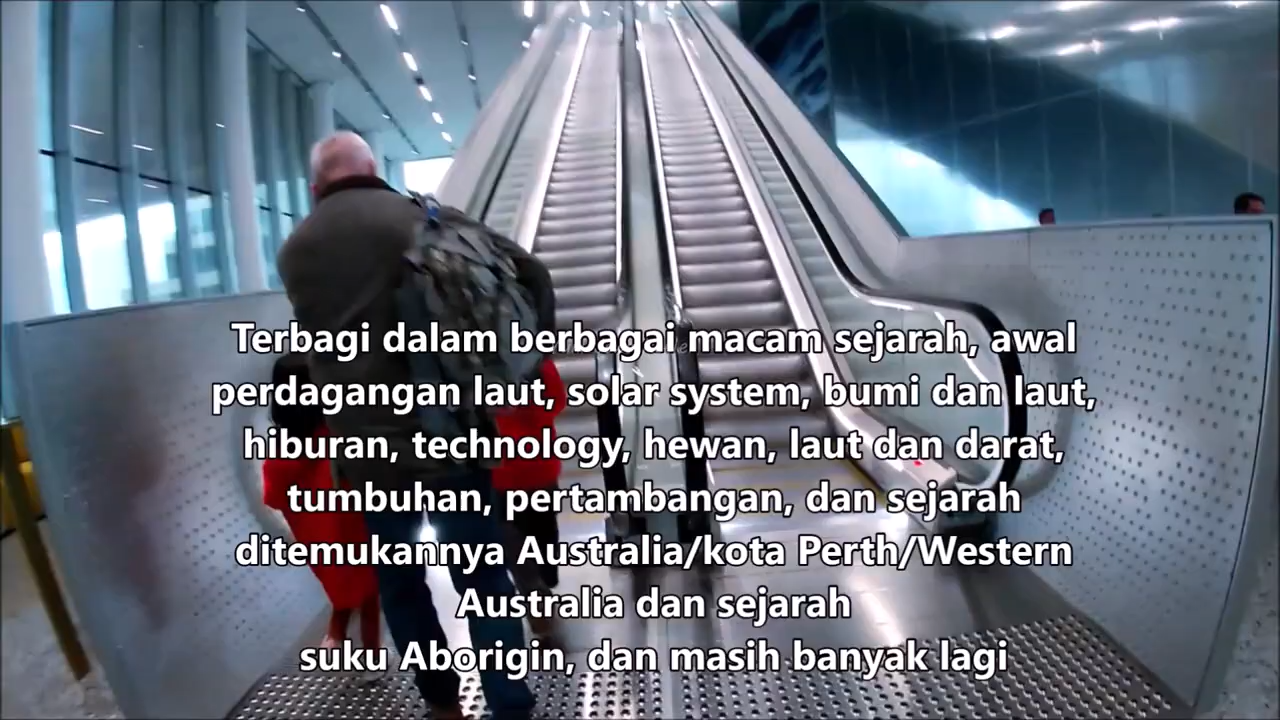 Terbagi dalam berbagai macam sejarah, awal
perdagangan laut, solar system, bumi dan laut,
hiburan, technology, hewan, laut dan darat,
tumbuhan, pertambangan, dan sejarah
ditemukannya Australia/kota Perth/Western
Australia dan sejarah
suku Aborigin, dan masih banyak lagi